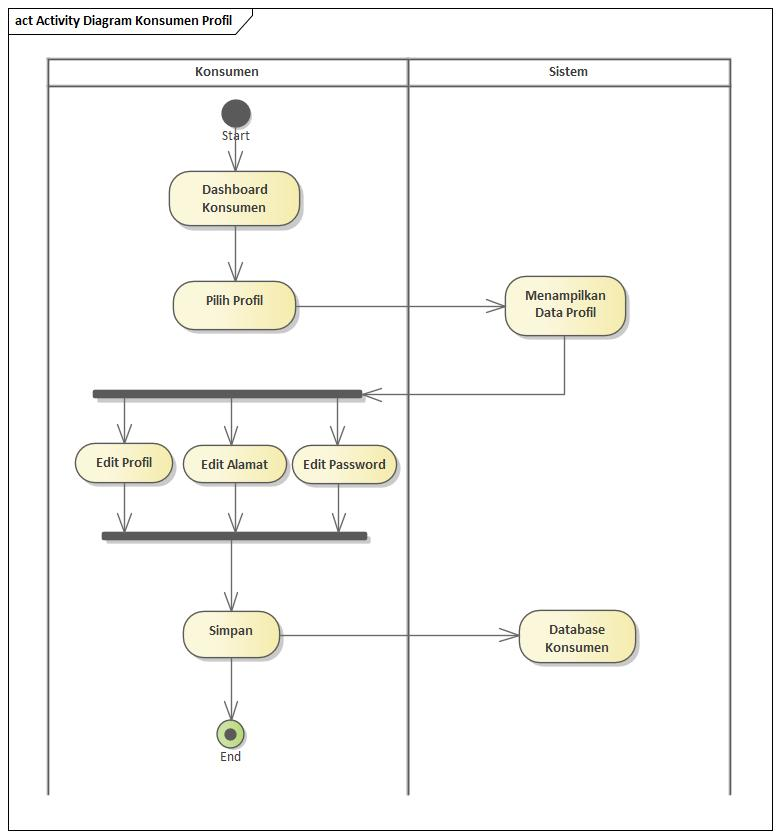 act Activity Diagram Konsumen Profil
Konsumen
Sistem
Start
Dashboard
Konsumen
Pilih Profil
Menampilkan
Data Profil
Edit Profil
Edit Alamat
Edit Password
Simpan
Database
Konsumen
End